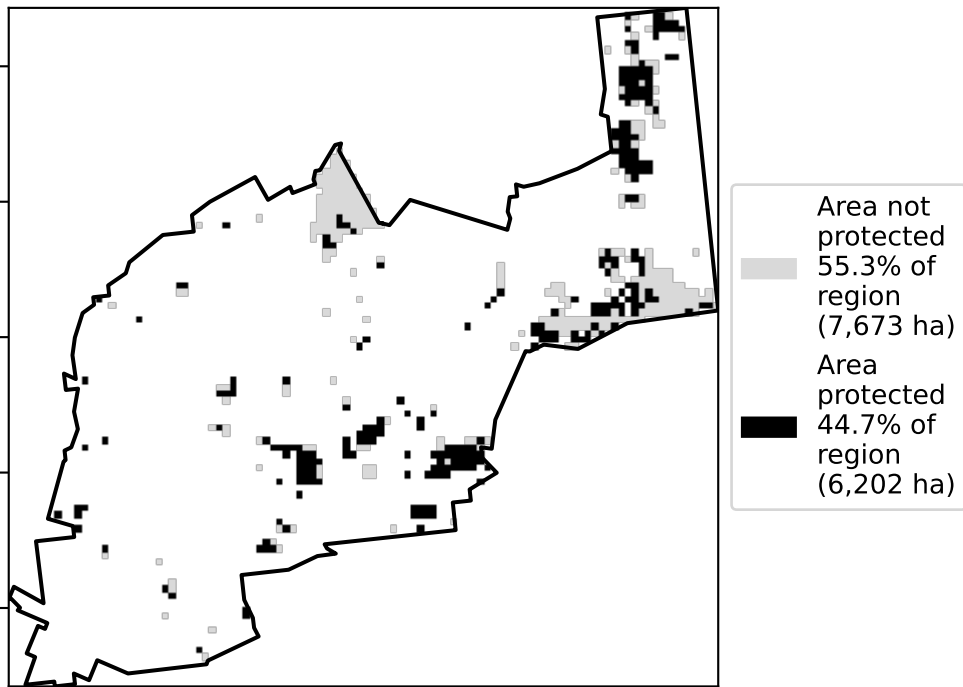 Area not
protected
55.3% of
region
(7,673 ha)
Area
protected
44.7% of
region
(6,202 ha)